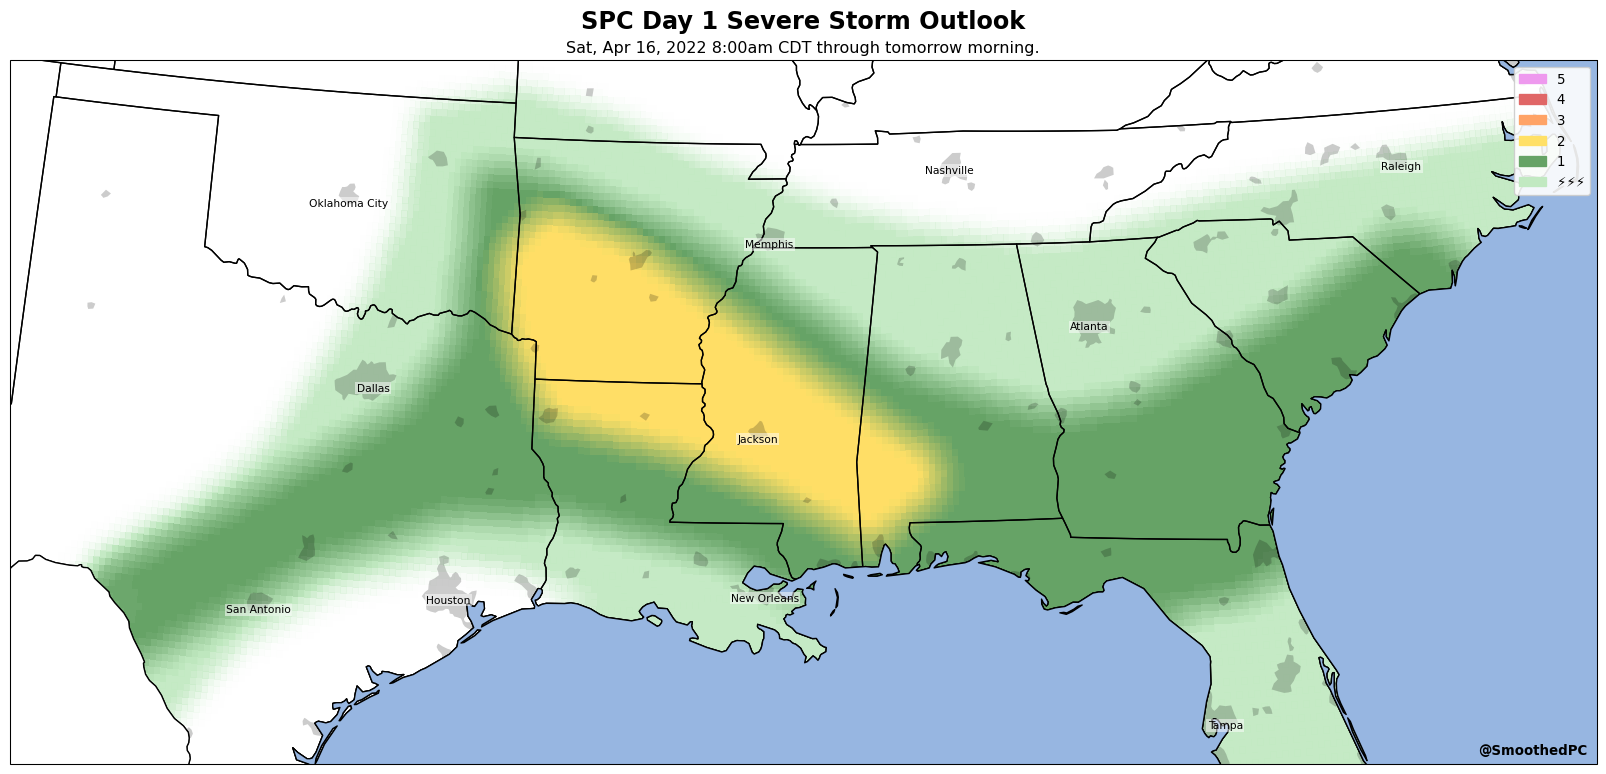 SPC Day 1 Severe Storm Outlook
Sat, Apr 16, 2022 8:00am CDT through tomorrow morning.
5
4
3
2
1
⚡⚡⚡
Nashville
Raleigh
Oklahoma City
Memphis
Atlanta
Dallas
Jackson
New Orleans
Houston
San Antonio
Tampa
@SmoothedPC